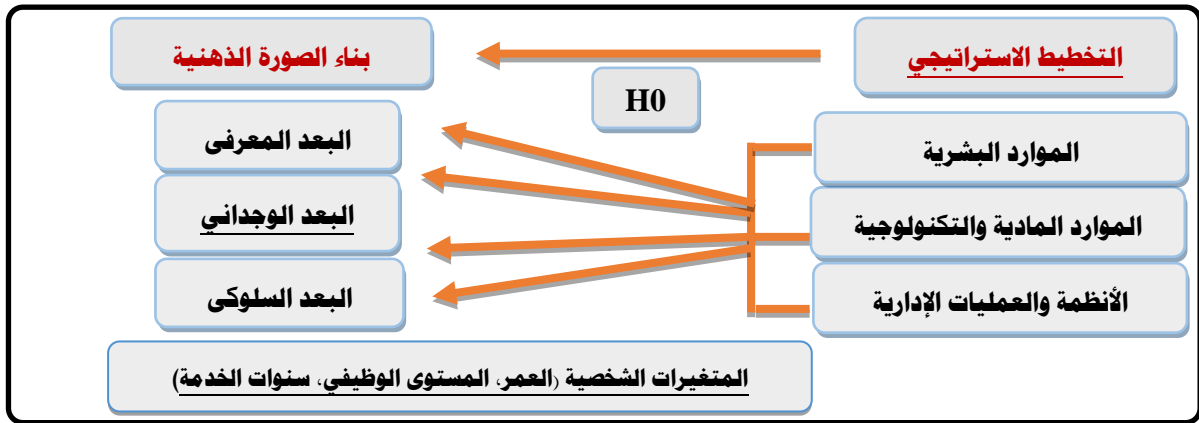 التخطيط الاستراتيجي
بناء الصورة الذهنية
H0
الموارد البشرية
الموارد المادية والتكنولوجية
الأنظمة والعمليات الإدارية
البعد المعرفى
البعد الوجداني
البعد السلوكى
المتغيرات الشخصية (العمر، المستوى الوظيفي، سنوات الخدمة)